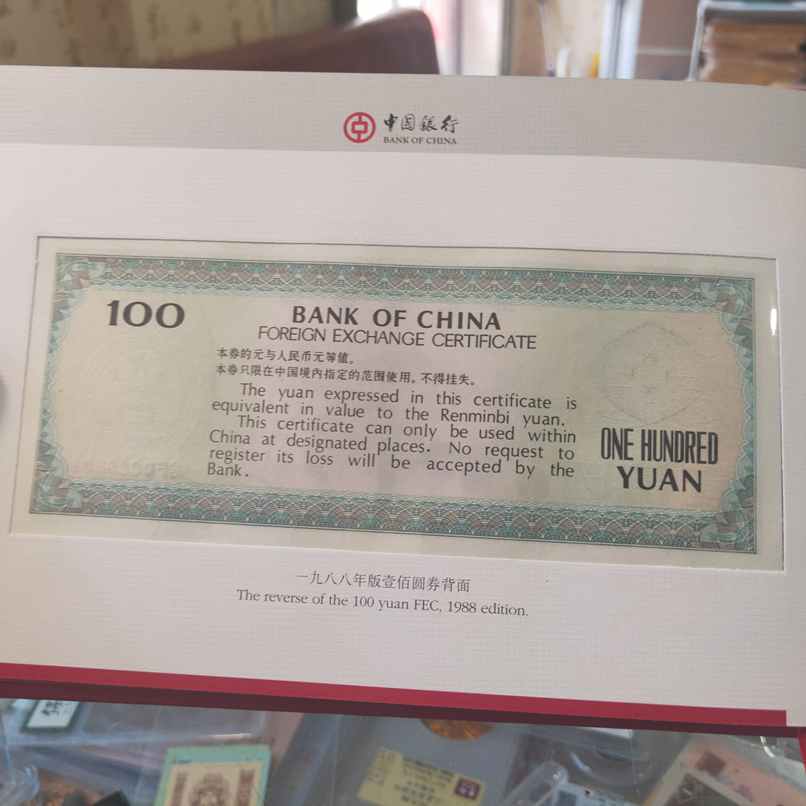 中国銀行
BANK OF CHINA
100
BANK OF CHINA
FOREIGN EXCHANGE CERTIFICATE
本券的元与人民币元等值。
本券只限在中国境内指定的范围使用。不得挂失。
The yuan expressed in this certificate is
equivalent in value to the Renminbi yuan.
This certificate can only be used within
China at designated places. No request to
register its loss will be accepted by the
Bank.
ONE HUNDRED
YUAN
一九八八年版壹佰圆券背面
The reverse of the 100 yuan FEC, 1988 edition.